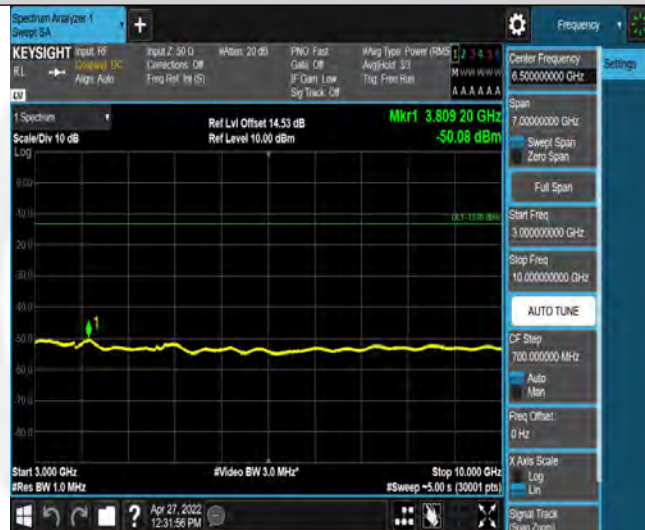 Spectrum Analyzer 1
Swept SA
+
Frequency
KEYSIGHT
Input: RF
Input Z: 50 Ω
#Atten: 20 dB
PNO: Fast
#Avg Type: Power (RMS
1 2 3 4 5 6
RL
Coupling: DC
Corrections: Off
Gate: Off
Avg|Hold: 3/3
M W W W W W
Align: Auto
Freq Ref: Int (S)
IF Gain: Low
Trig: Free Run
Sig Track: Off
A A A A A A
LV
1 Spectrum
Ref Lvl Offset 14.53 dB
Mkr1 3.809 20 GHz
Scale/Div 10 dB
Ref Level 10.00 dBm
-50.08 dBm
Log
0.00
-10.0
DL1 -13.00 dBm
-20.0
-30.0
-40.0
1
-50.0
-60.0
-70.0
-80.0
Start 3.000 GHz
#Video BW 3.0 MHz*
Stop 10.000 GHz
#Res BW 1.0 MHz
#Sweep ~5.00 s (30001 pts)
Apr 27, 2022
12:31:56 PM
?
Center Frequency
6.500000000 GHz
Settings
Span
7.00000000 GHz
Swept Span
Zero Span
Full Span
Start Freq
3.000000000 GHz
Stop Freq
10.000000000 GHz
AUTO TUNE
CF Step
700.000000 MHz
Auto
Man
Freq Offset
0 Hz
X Axis Scale
Log
Lin
Signal Track
(Span Zoom)